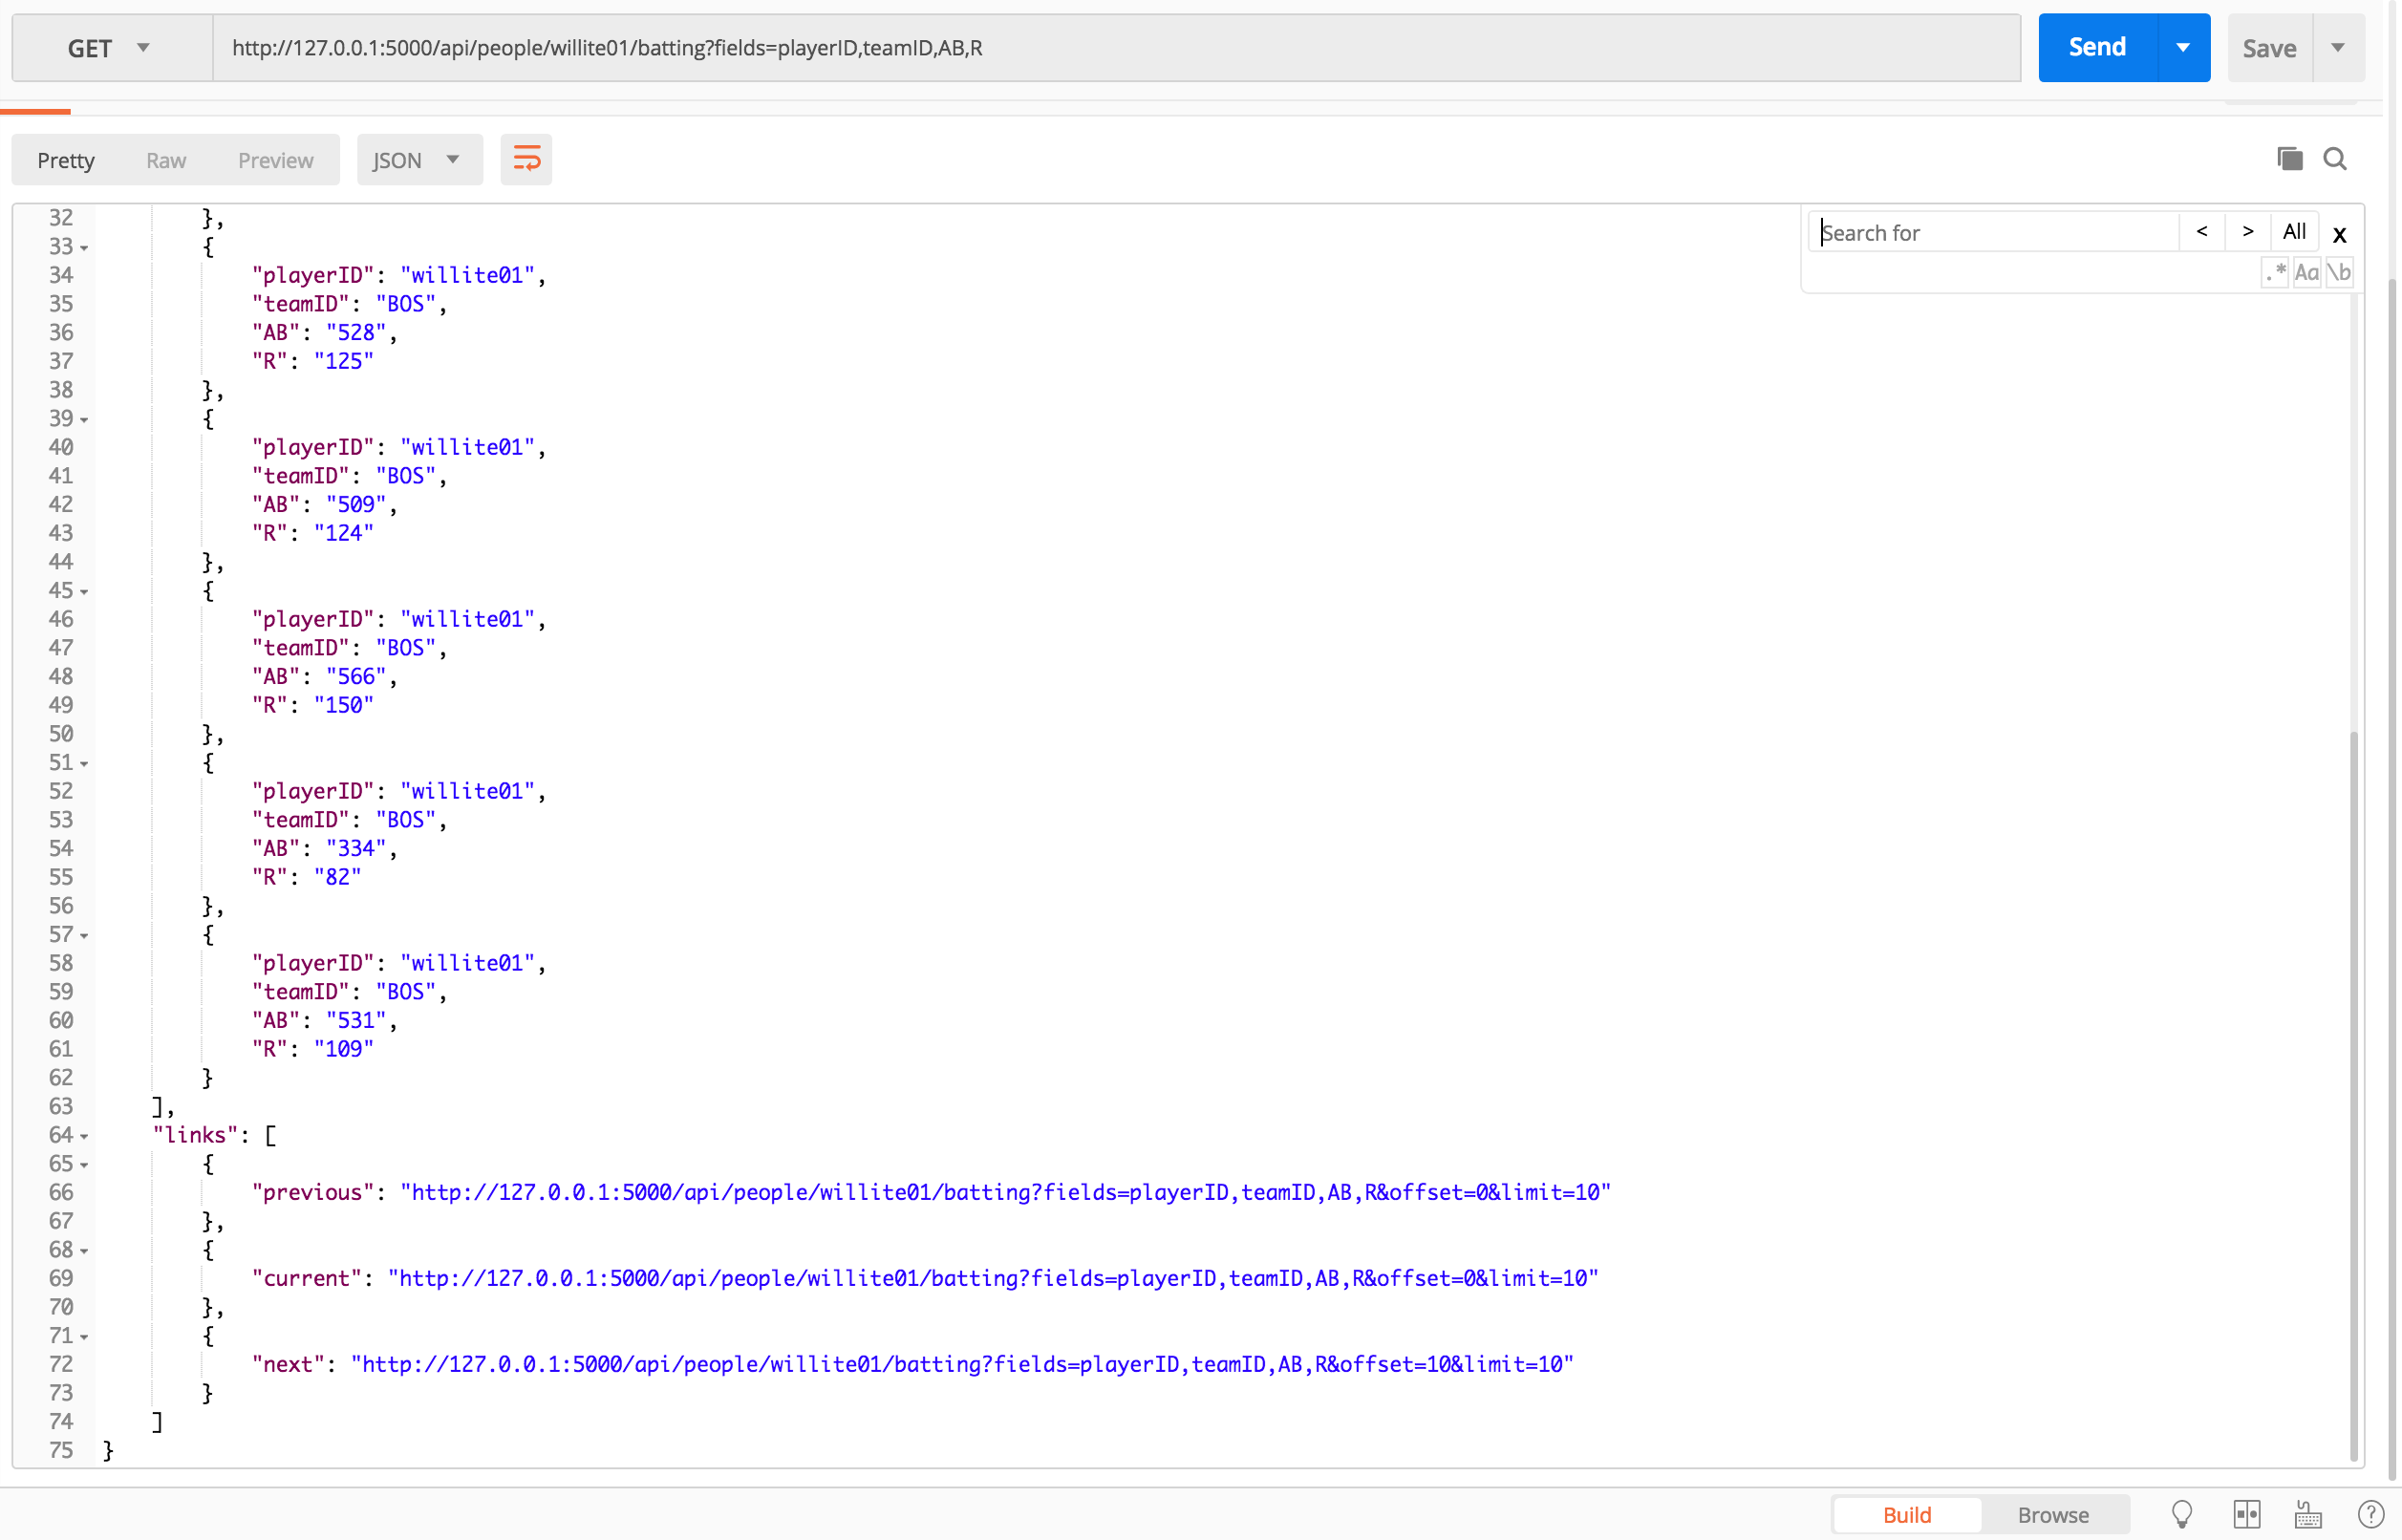 GET http://127.0.0.1:5000/api/people/willite01/batting?fields=playerID,teamID,AB,R Send Save
Pretty Raw Preview JSON
Search for < > All x
.* Aa \b
32 },
33 {
34 "playerID": "willite01",
35 "teamID": "BOS",
36 "AB": "528",
37 "R": "125"
38 },
39 {
40 "playerID": "willite01",
41 "teamID": "BOS",
42 "AB": "509",
43 "R": "124"
44 },
45 {
46 "playerID": "willite01",
47 "teamID": "BOS",
48 "AB": "566",
49 "R": "150"
50 },
51 {
52 "playerID": "willite01",
53 "teamID": "BOS",
54 "AB": "334",
55 "R": "82"
56 },
57 {
58 "playerID": "willite01",
59 "teamID": "BOS",
60 "AB": "531",
61 "R": "109"
62 }
63 ],
64 "links": [
65 {
66 "previous": "http://127.0.0.1:5000/api/people/willite01/batting?fields=playerID,teamID,AB,R&offset=0&limit=10"
67 },
68 {
69 "current": "http://127.0.0.1:5000/api/people/willite01/batting?fields=playerID,teamID,AB,R&offset=0&limit=10"
70 },
71 {
72 "next": "http://127.0.0.1:5000/api/people/willite01/batting?fields=playerID,teamID,AB,R&offset=10&limit=10"
73 }
74 ]
75 }
Build Browse ?